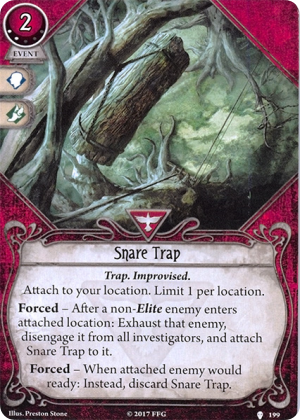 2
EVENT
Snare Trap
Trap. Improvised.
Attach to your location. Limit 1 per location.
Forced – After a non-Elite enemy enters
attached location: Exhaust that enemy,
disengage it from all investigators, and attach
Snare Trap to it.
Forced – When attached enemy would
ready: Instead, discard Snare Trap.
Illus. Preston Stone
© 2017 FFG
199